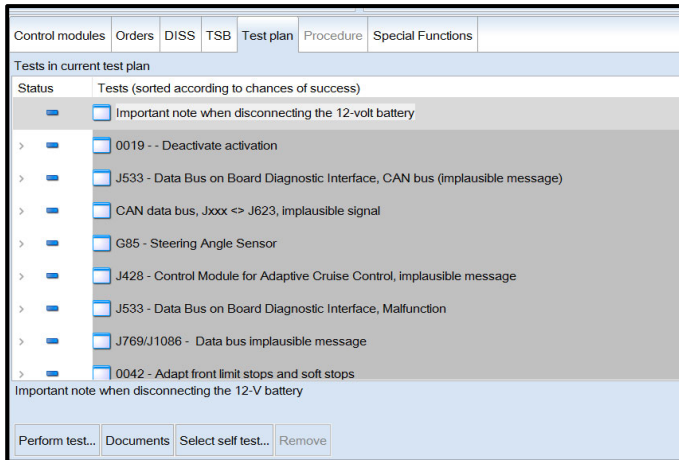 Control modules Orders DISS TSB Test plan Procedure Special Functions
Tests in current test plan
Status Tests (sorted according to chances of success)
Important note when disconnecting the 12-volt battery
0019 - - Deactivate activation
J533 - Data Bus on Board Diagnostic Interface, CAN bus (implausible message)
CAN data bus, Jxxx <> J623, implausible signal
G85 - Steering Angle Sensor
J428 - Control Module for Adaptive Cruise Control, implausible message
J533 - Data Bus on Board Diagnostic Interface, Malfunction
J769/J1086 - Data bus implausible message
0042 - Adapt front limit stops and soft stops
Important note when disconnecting the 12-V battery
Perform test... Documents Select self test... Remove